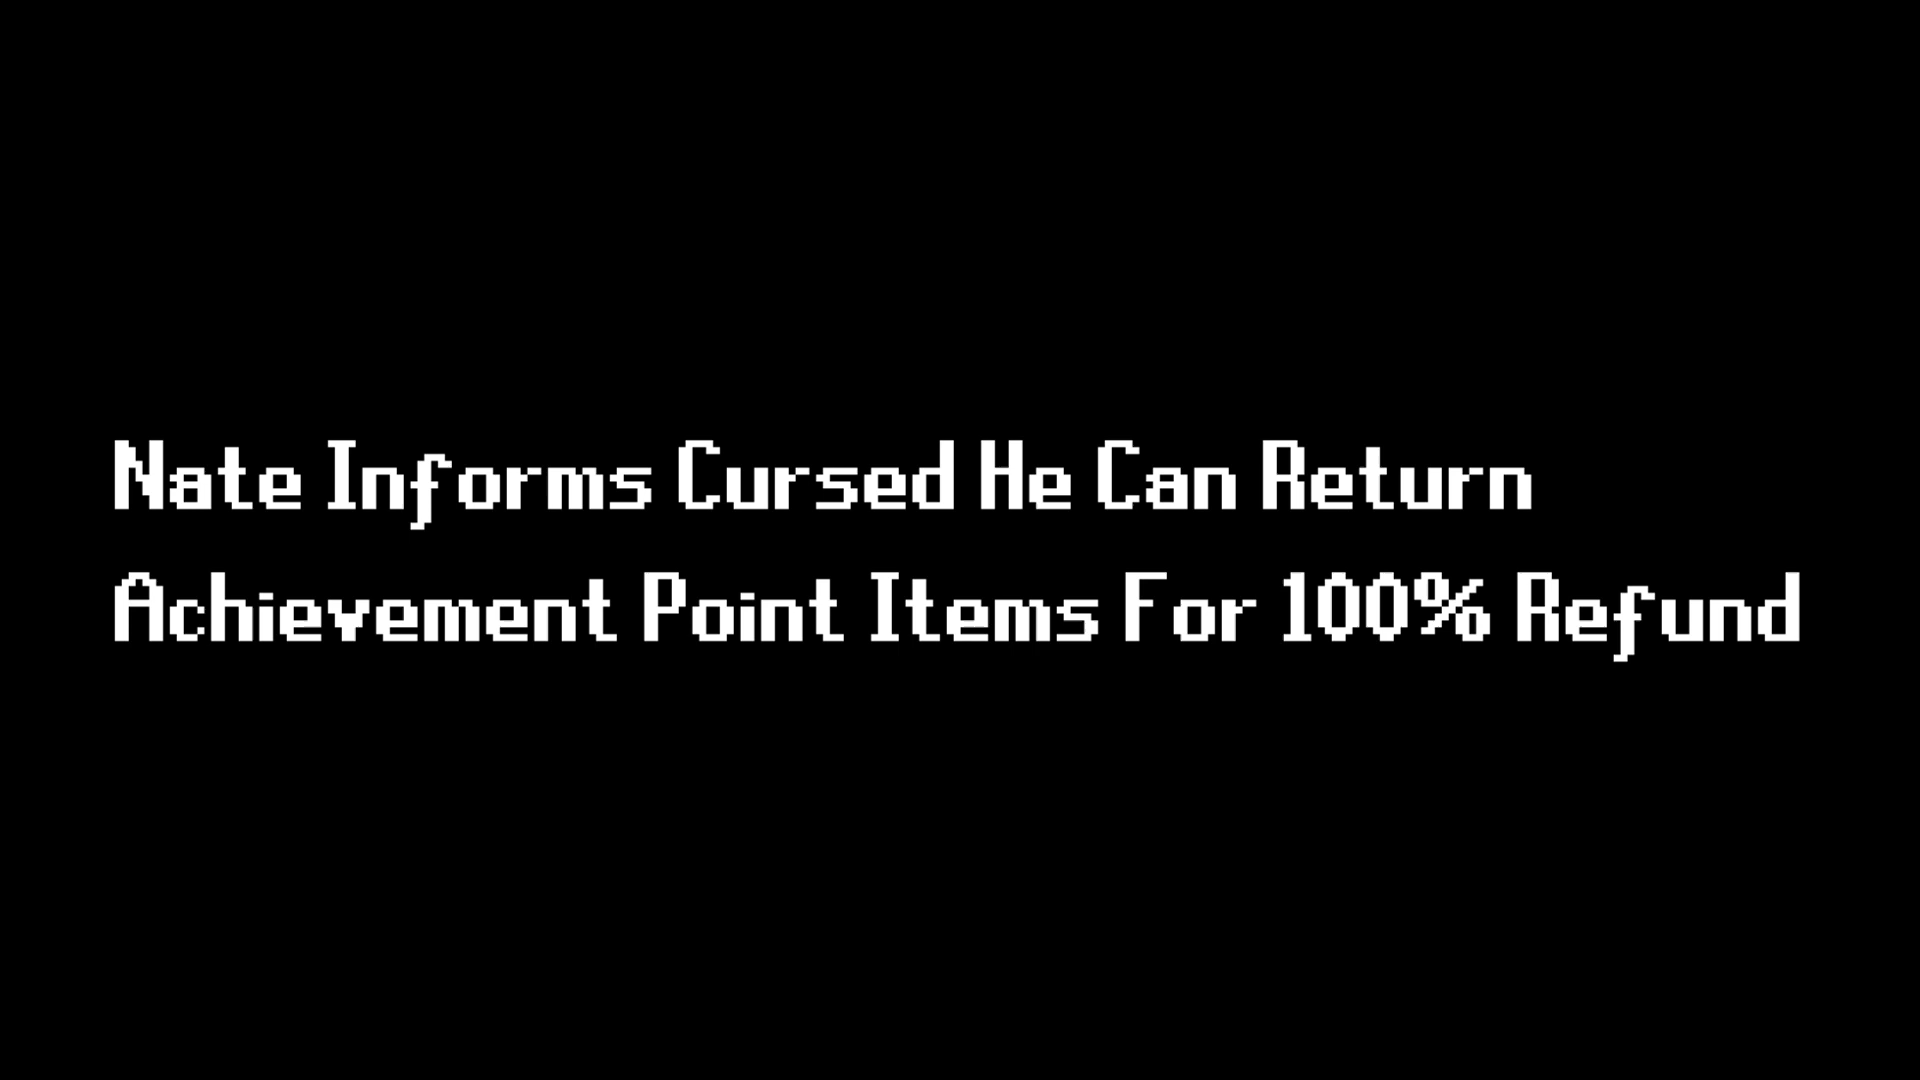 Nate Informs Cursed He Can Return
Achievement Point Items For 100% Refund